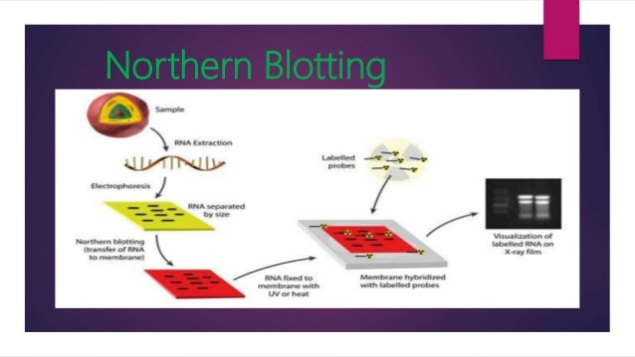 Northern Blotting
Sample
RNA Extraction
Electrophoresis
RNA separated
by size
Northern blotting
(transfer of RNA
to membrane)
RNA fixed to
membrane with
UV or heat
Labelled
probes
Membrane hybridized
with labelled probes
Visualization of
labelled RNA on
X-ray film